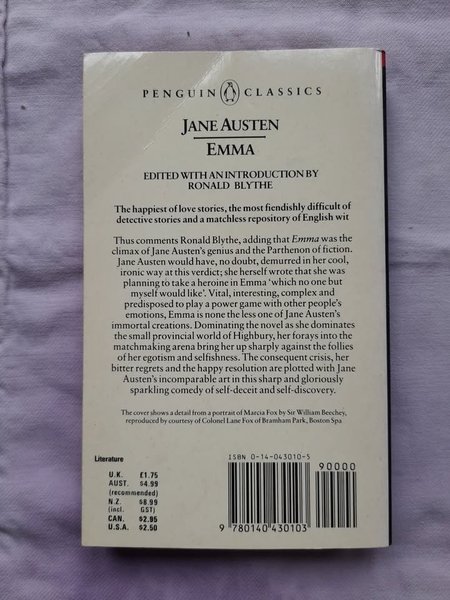 PENGUIN CLASSICS
JANE AUSTEN
EMMA
EDITED WITH AN INTRODUCTION BY
RONALD BLYTHE
The happiest of love stories, the most fiendishly difficult of
detective stories and a matchless repository of English wit
Thus comments Ronald Blythe, adding that Emma was the
climax of Jane Austen's genius and the Parthenon of fiction.
Jane Austen would have, no doubt, demurred in her cool,
ironic way at this verdict; she herself wrote that she was
planning to take a heroine in Emma 'which no one but
myself would like'. Vital, interesting, complex and
predisposed to play a power game with other people's
emotions, Emma is none the less one of Jane Austen's
immortal creations. Dominating the novel as she dominates
the small provincial world of Highbury, her forays into the
matchmaking arena bring her up sharply against the follies
of her egotism and selfishness. The consequent crisis, her
bitter regrets and the happy resolution are plotted with Jane
Austen's incomparable art in this sharp and gloriously
sparkling comedy of self-deceit and self-discovery.
The cover shows a detail from a portrait of Marcia Fox by Sir William Beechey,
reproduced by courtesy of Colonel Lane Fox of Bramham Park, Boston Spa
Literature
U.K. £1.75
AUST. $4.99
(recommended)
N.Z. $8.99
(incl. GST)
CAN. $2.95
U.S.A. $2.50
ISBN 0-14-043010-5
90000
9 780140 430103